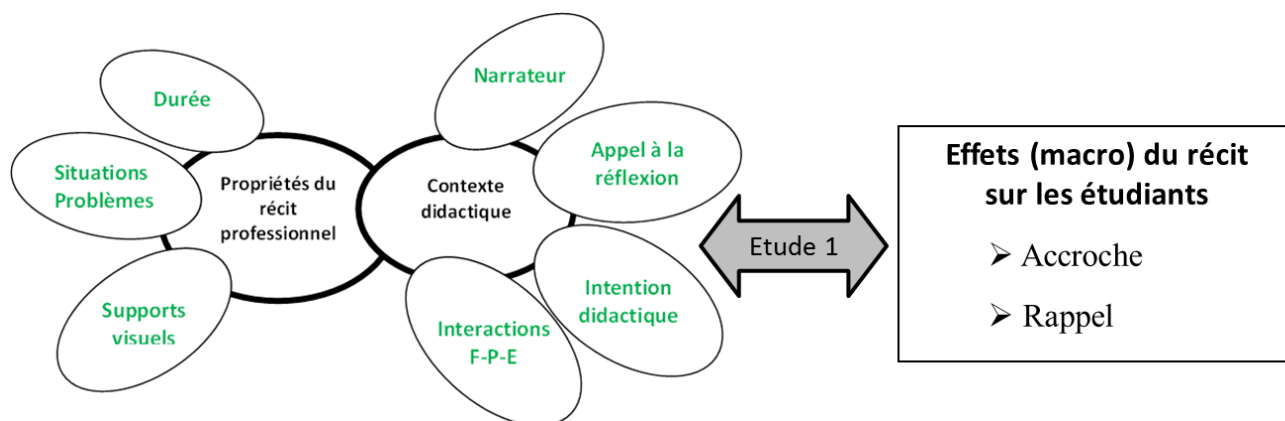 Durée
Situations
Problèmes
Supports
visuels
Propriétés du
récit
professionnel
Contexte
didactique
Narrateur
Appel à la
réflexion
Intention
didactique
Interactions
F-P-E
Etude 1
Effets (macro) du récit
sur les étudiants
➢ Accroche
➢ Rappel